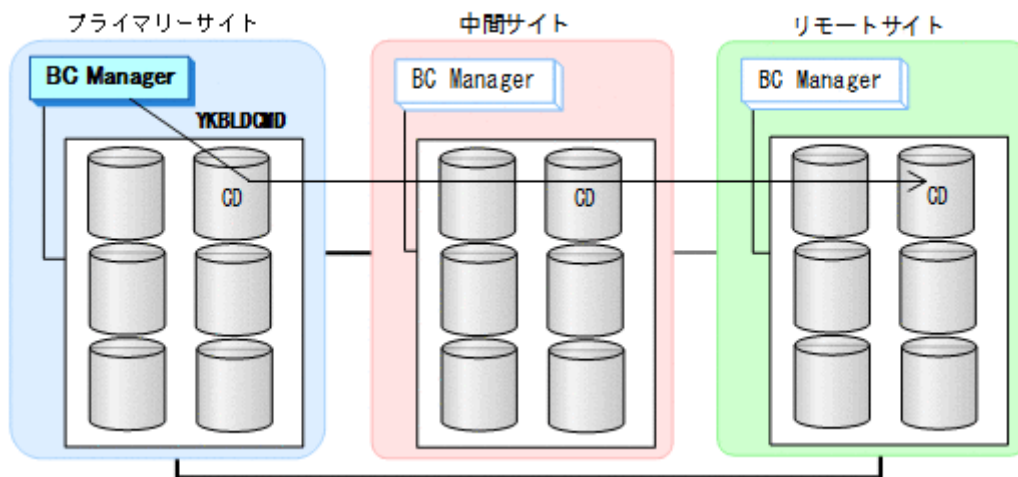 プライマリーサイト
中間サイト
リモートサイト
BC Manager
BC Manager
BC Manager
YKBLDCMD
CD
CD
CD